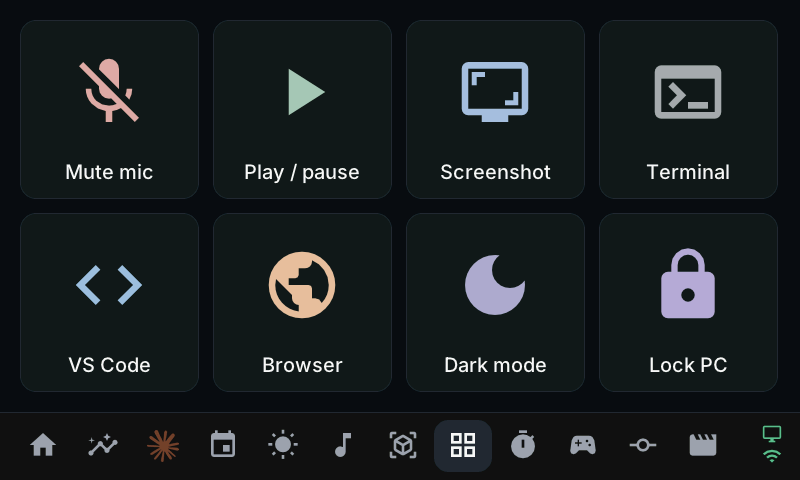 Mute mic
Play / pause
Screenshot
Terminal
VS Code
Browser
Dark mode
Lock PC